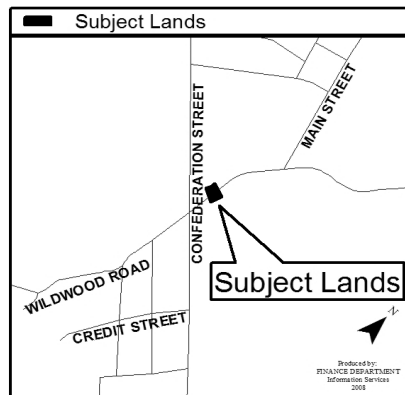 Subject Lands
CONFEDERATION STREET
MAIN STREET
WILDWOOD ROAD
Subject Lands
CREDIT STREET
N
Produced by:
FINANCE DEPARTMENT
Information Services
2008